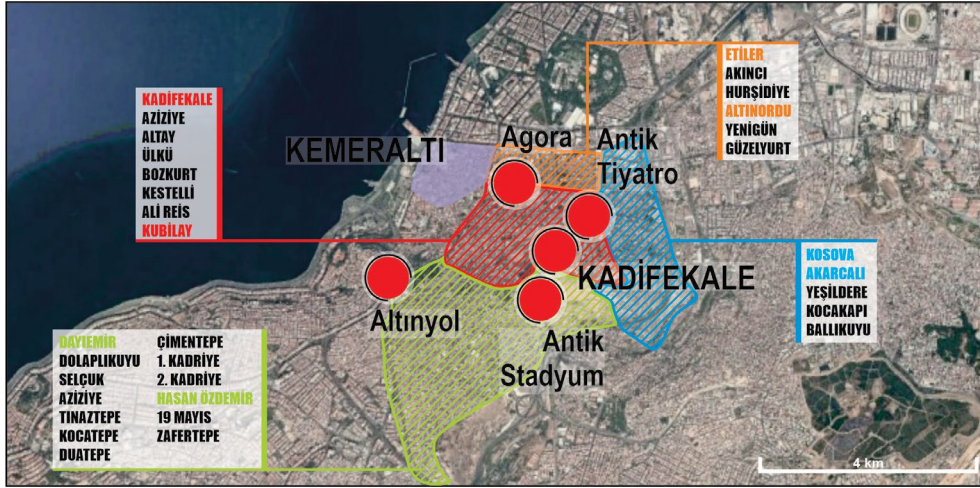 KADİFEKALE
AZİZİYE
ALTAY
ÜLKÜ
BOZKURT
KESTELLİ
ALİ REİS
KUBİLAY
KEMERALTI
Agora
Antik
Tiyatro
ETİLER
AKINCI
HURŞİDİYE
ALTINORDU
YENİGÜN
GÜZELYURT
KADİFEKALE
Altınyol
Antik
Stadyum
KOSOVA
AKARCALI
YEŞİLDERE
KOCAKAPI
BALLIKUYU
DAYIEMİR
DOLAPLIKUYU
SELÇUK
AZİZİYE
TINAZTEPE
KOCATEPE
DUATEPE
ÇİMENTEPE
1. KADRİYE
2. KADRİYE
HASAN ÖZDEMİR
19 MAYIS
ZAFERTEPE
4 km